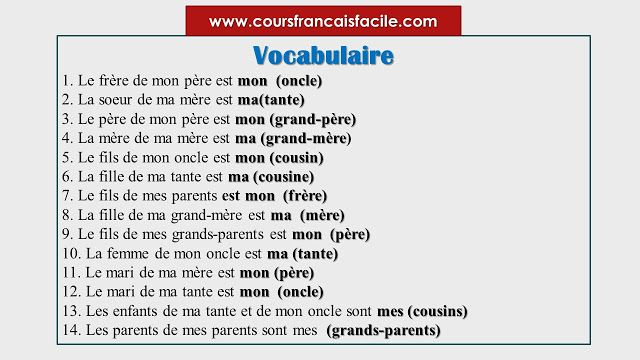 www.coursfrancaisfacile.com
Vocabulaire
1. Le frère de mon père est mon (oncle)
2. La soeur de ma mère est ma(tante)
3. Le père de mon père est mon (grand-père)
4. La mère de ma mère est ma (grand-mère)
5. Le fils de mon oncle est mon (cousin)
6. La fille de ma tante est ma (cousine)
7. Le fils de mes parents est mon (frère)
8. La fille de ma grand-mère est ma (mère)
9. Le fils de mes grands-parents est mon (père)
10. La femme de mon oncle est ma (tante)
11. Le mari de ma mère est mon (père)
12. Le mari de ma tante est mon (oncle)
13. Les enfants de ma tante et de mon oncle sont mes (cousins)
14. Les parents de mes parents sont mes (grands-parents)